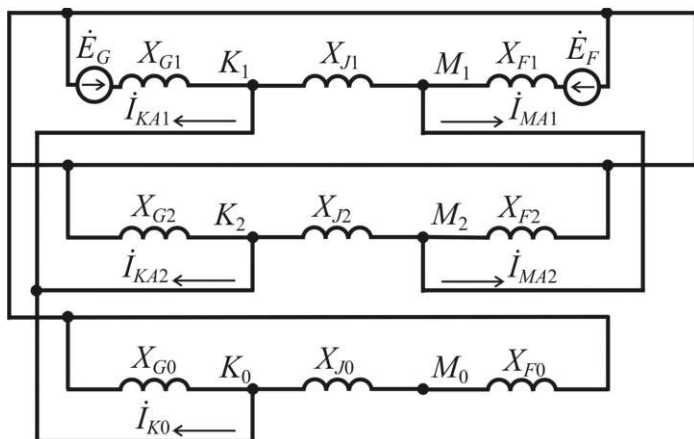 Ė_G X_G1 K_1 X_J1 M_1 X_F1 Ė_F
İ_KA1 İ_MA1
X_G2 K_2 X_J2 M_2 X_F2
İ_KA2 İ_MA2
X_G0 K_0 X_J0 M_0 X_F0
İ_K0